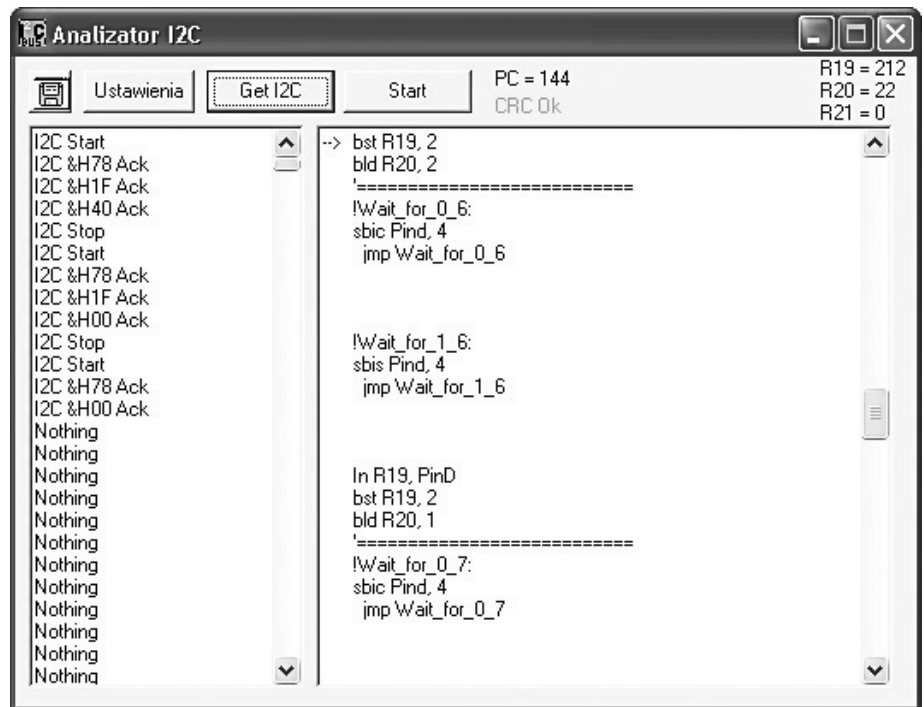 I²C BUS Analizator I2C
Ustawienia
Get I2C
Start
PC = 144
CRC Ok
R19 = 212
R20 = 22
R21 = 0
I2C Start
I2C &H78 Ack
I2C &H1F Ack
I2C &H40 Ack
I2C Stop
I2C Start
I2C &H78 Ack
I2C &H1F Ack
I2C &H00 Ack
I2C Stop
I2C Start
I2C &H78 Ack
I2C &H00 Ack
Nothing
Nothing
Nothing
Nothing
Nothing
Nothing
Nothing
Nothing
Nothing
Nothing
Nothing
Nothing
--> bst R19, 2
bld R20, 2
'============================
!Wait_for_0_6:
sbic Pind, 4
jmp Wait_for_0_6
!Wait_for_1_6:
sbis Pind, 4
jmp Wait_for_1_6
In R19, PinD
bst R19, 2
bld R20, 1
'============================
!Wait_for_0_7:
sbic Pind, 4
jmp Wait_for_0_7